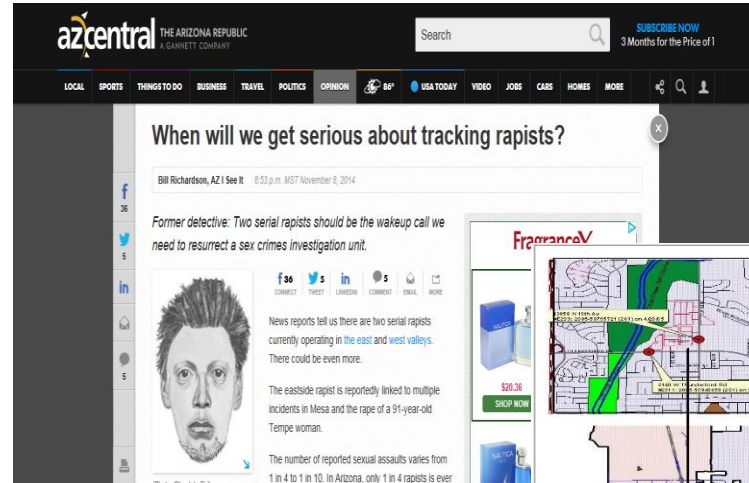 azcentral THE ARIZONA REPUBLIC
A GANNETT COMPANY
Search
SUBSCRIBE NOW
3 Months for the Price of 1
LOCAL SPORTS THINGS TO DO BUSINESS TRAVEL POLITICS OPINION 86° USA TODAY VIDEO JOBS CARS HOMES MORE
When will we get serious about tracking rapists?
X
Bill Richardson, AZ I See It 8:53 p.m. MST November 8, 2014
f
36
5
in
5
Former detective: Two serial rapists should be the wakeup call we
need to resurrect a sex crimes investigation unit.
f 36 5 in 5
CONNECT TWEET LINKEDIN COMMENT EMAIL MORE
News reports tell us there are two serial rapists
currently operating in the east and west valleys.
There could be even more.
The eastside rapist is reportedly linked to multiple
incidents in Mesa and the rape of a 91-year-old
Tempe woman.
The number of reported sexual assaults varies from
1 in 4 to 1 in 10. In Arizona, only 1 in 4 rapists is ever
FragranceX
NAUTICA
$20.36
SHOP NOW